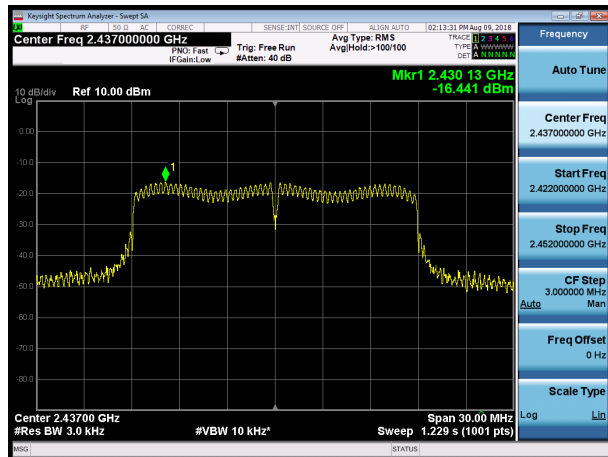 Keysight Spectrum Analyzer - Swept SA
RF 50 Ω AC CORREC SENSE:INT SOURCE OFF ALIGN AUTO 02:13:31 PM Aug 09, 2018
Center Freq 2.437000000 GHz
PNO: Fast
IFGain:Low
Trig: Free Run
#Atten: 40 dB
Avg Type: RMS
Avg|Hold:>100/100
TRACE 1 2 3 4 5 6
TYPE A WWWWW
DET A N N N N N
Mkr1 2.430 13 GHz
-16.441 dBm
10 dB/div Ref 10.00 dBm
Log
1
0.00
-10.0
-20.0
-30.0
-40.0
-50.0
-60.0
-70.0
-80.0
Center 2.43700 GHz Span 30.00 MHz
#Res BW 3.0 kHz #VBW 10 kHz* Sweep 1.229 s (1001 pts)
MSG STATUS
Frequency
Auto Tune
Center Freq
2.437000000 GHz
Start Freq
2.422000000 GHz
Stop Freq
2.452000000 GHz
CF Step
3.000000 MHz
Auto Man
Freq Offset
0 Hz
Scale Type
Log Lin